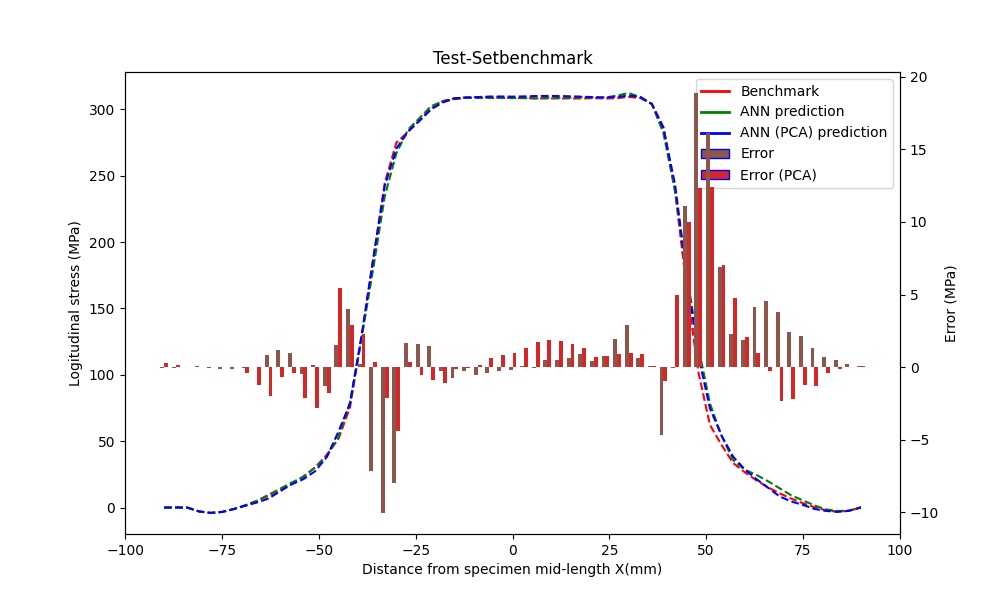 Test-Setbenchmark
Logitudinal stress (MPa)
300
250
200
150
100
50
0
−100
−75
−50
−25
0
25
50
75
100
Distance from specimen mid-length X(mm)
20
15
10
5
0
−5
−10
Error (MPa)
Benchmark
ANN prediction
ANN (PCA) prediction
Error
Error (PCA)